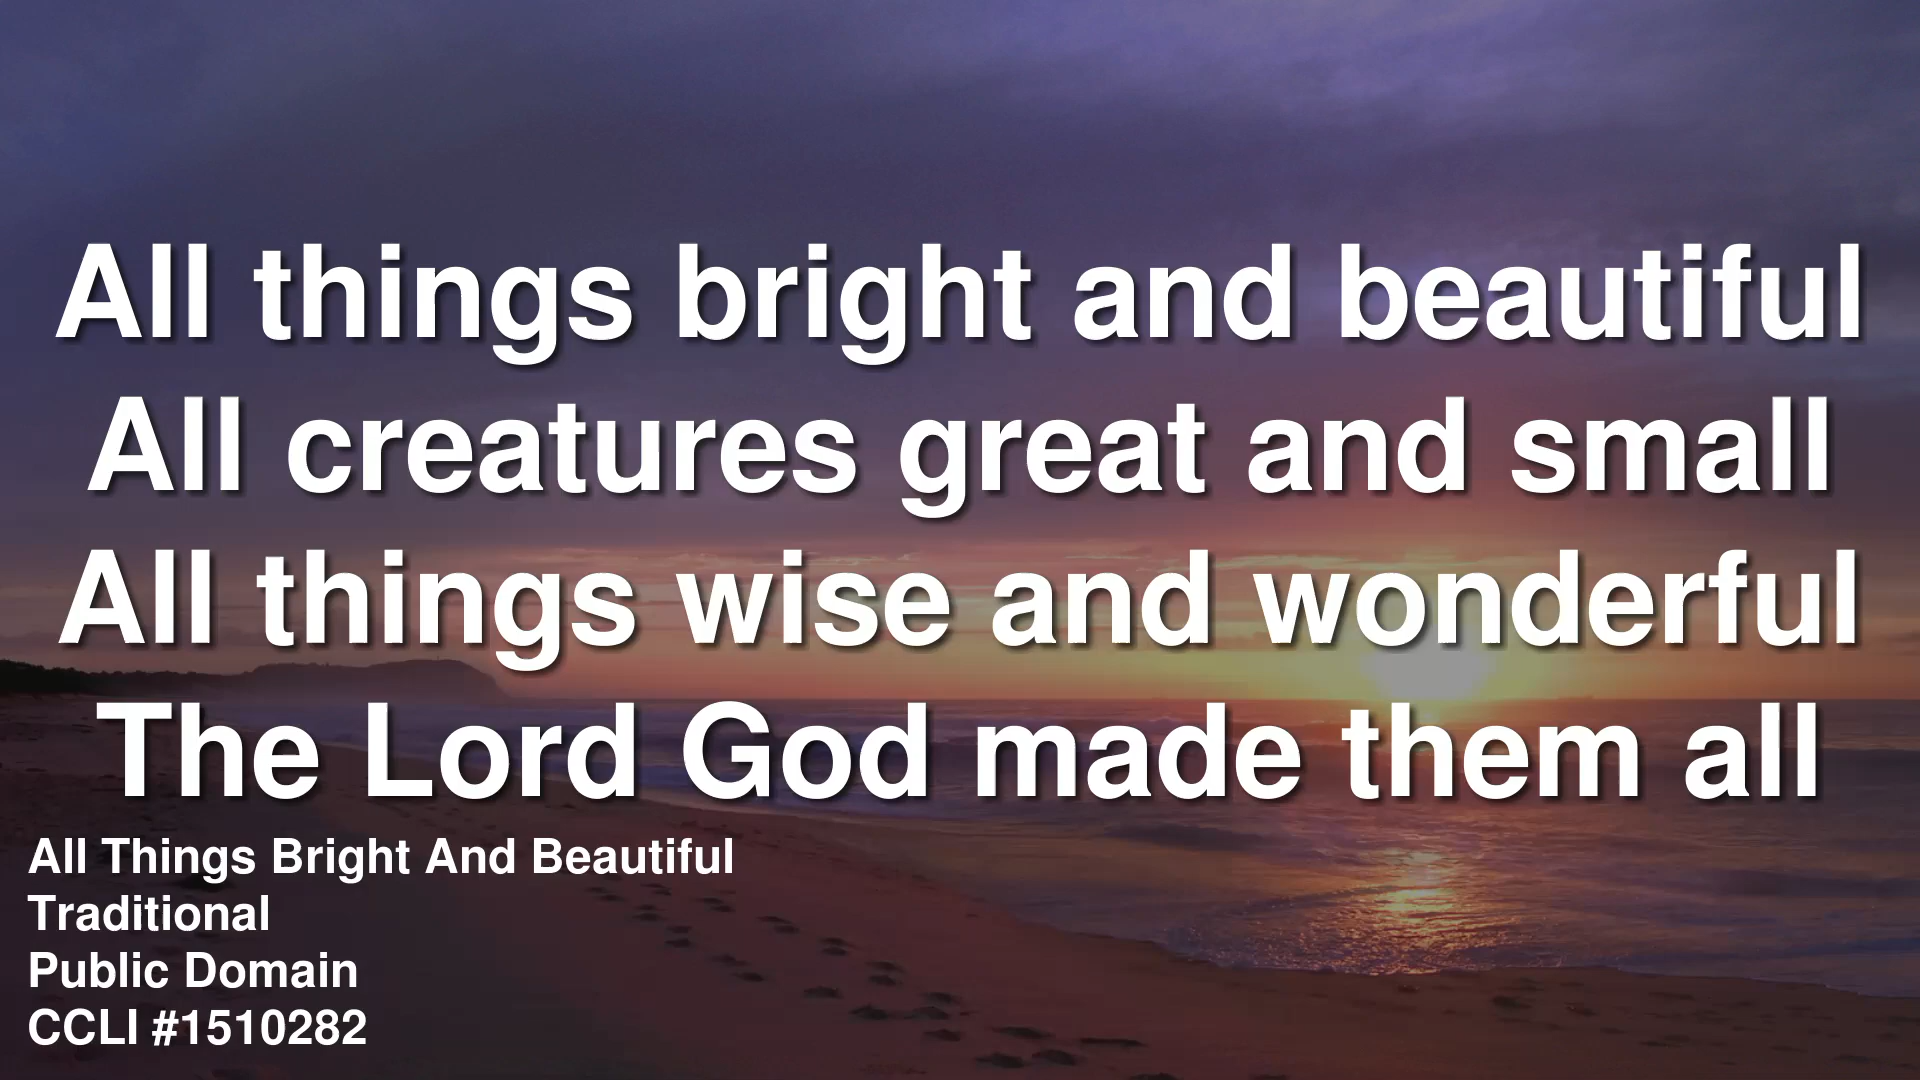 All things bright and beautiful
All creatures great and small
All things wise and wonderful
The Lord God made them all
All Things Bright And Beautiful
Traditional
Public Domain
CCLI #1510282